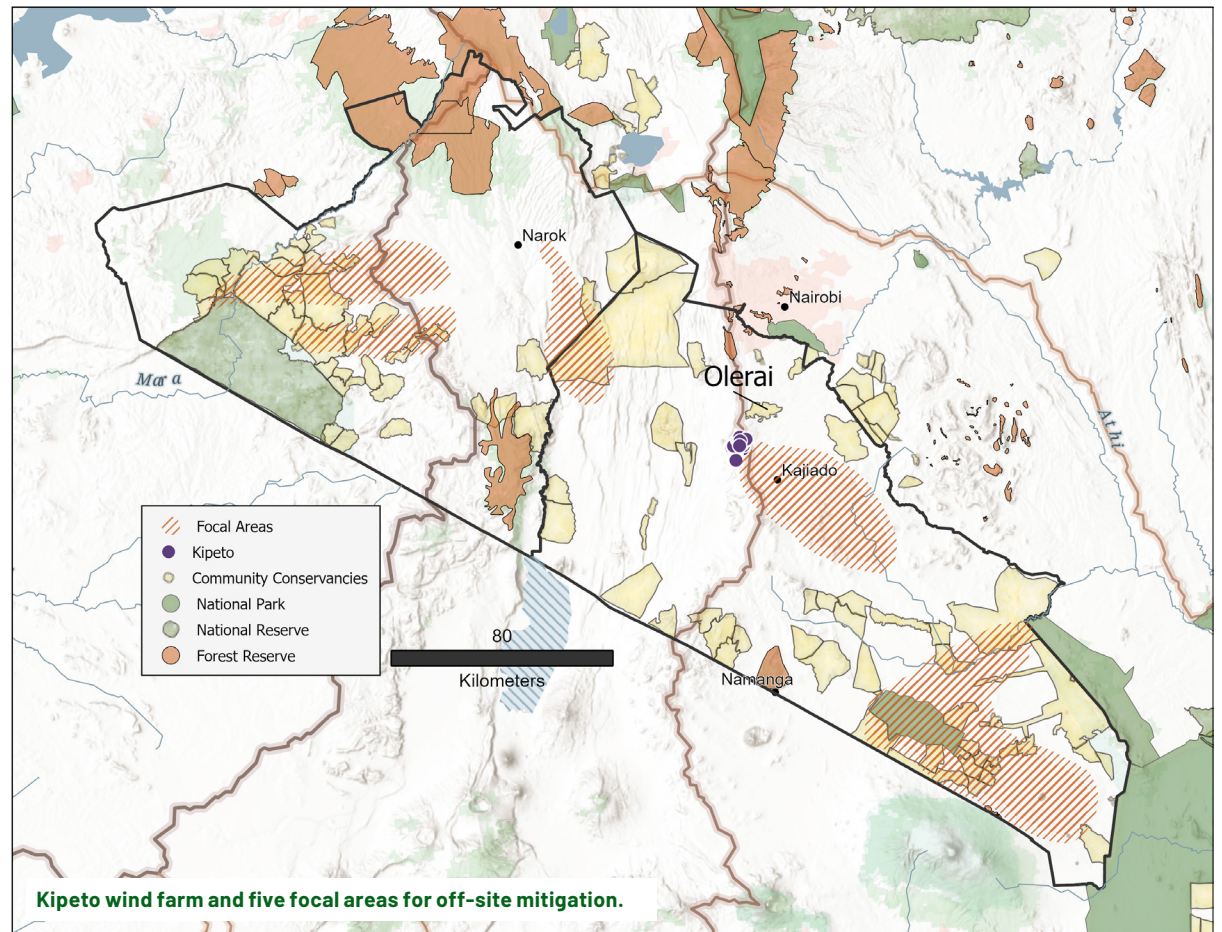 Narok
Nairobi
Mara
Olerai
Athi
Kajiado
Focal Areas
Kipeto
Community Conservancies
National Park
National Reserve
Forest Reserve
80
Kilometers
Namanga
Kipeto wind farm and five focal areas for off-site mitigation.